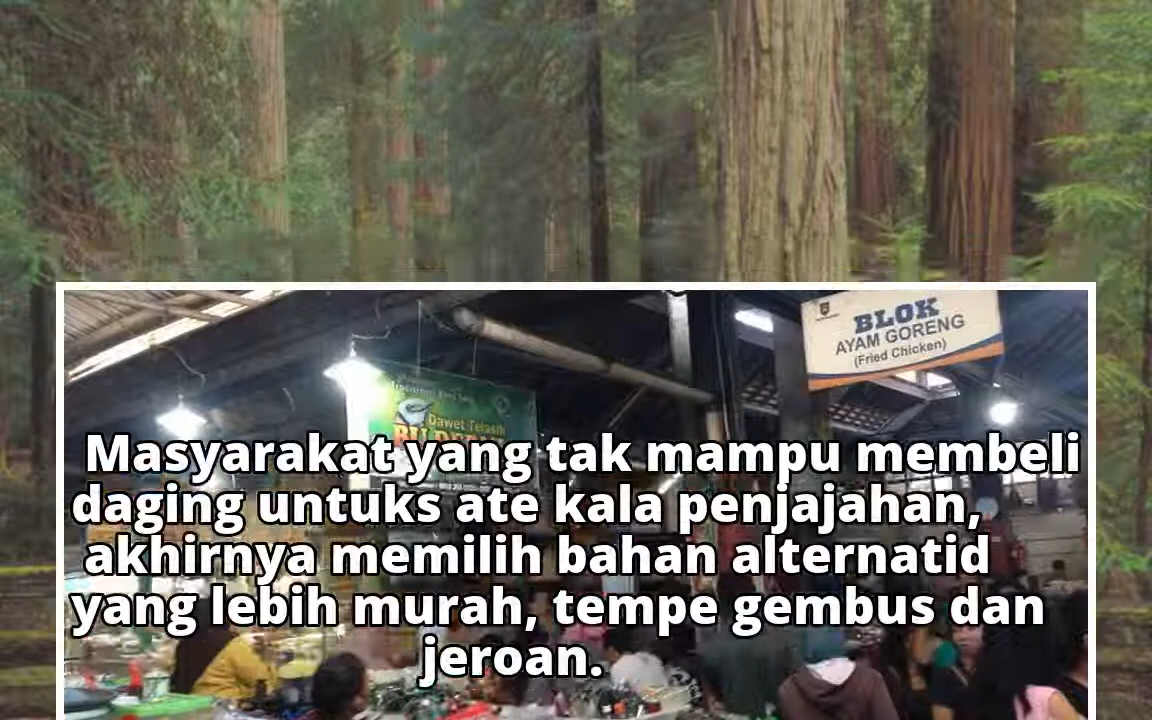 BLOK
AYAM GORENG
(Fried Chicken)
Dawet Telasih
Masyarakat yang tak mampu membeli
daging untuks ate kala penjajahan,
akhirnya memilih bahan alternatid
yang lebih murah, tempe gembus dan
jeroan.